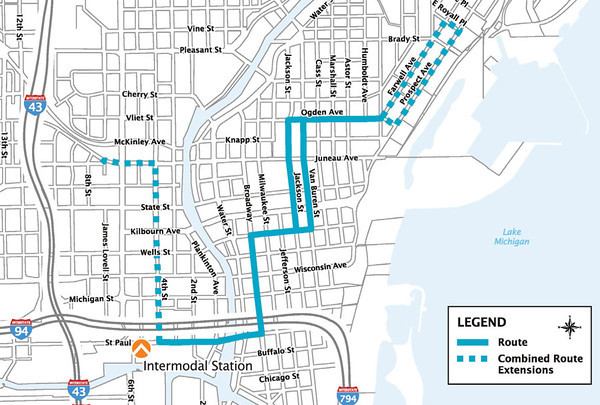 E Royall Pl
Water
12th St
Vine St
Brady St
Pleasant St
Jackson St
Cass St
Marshall St
Astor St
Humboldt Ave
Farwell Ave
Prospect Ave
Cherry St
INTERSTATE
43
Vliet St
Ogden Ave
13th St
McKinley Ave
Knapp St
Juneau Ave
8th St
Milwaukee St
Broadway
Jackson St
Van Buren St
State St
Water St
Kilbourn Ave
Plankinton Ave
James Lovell St
Wells St
Jefferson St
Wisconsin Ave
Lake
Michigan
4th St
2nd St
Michigan St
INTERSTATE
94
St Paul
Intermodal Station
Buffalo St
Chicago St
6th St
INTERSTATE
43
INTERSTATE
794
LEGEND
Route
Combined Route
Extensions